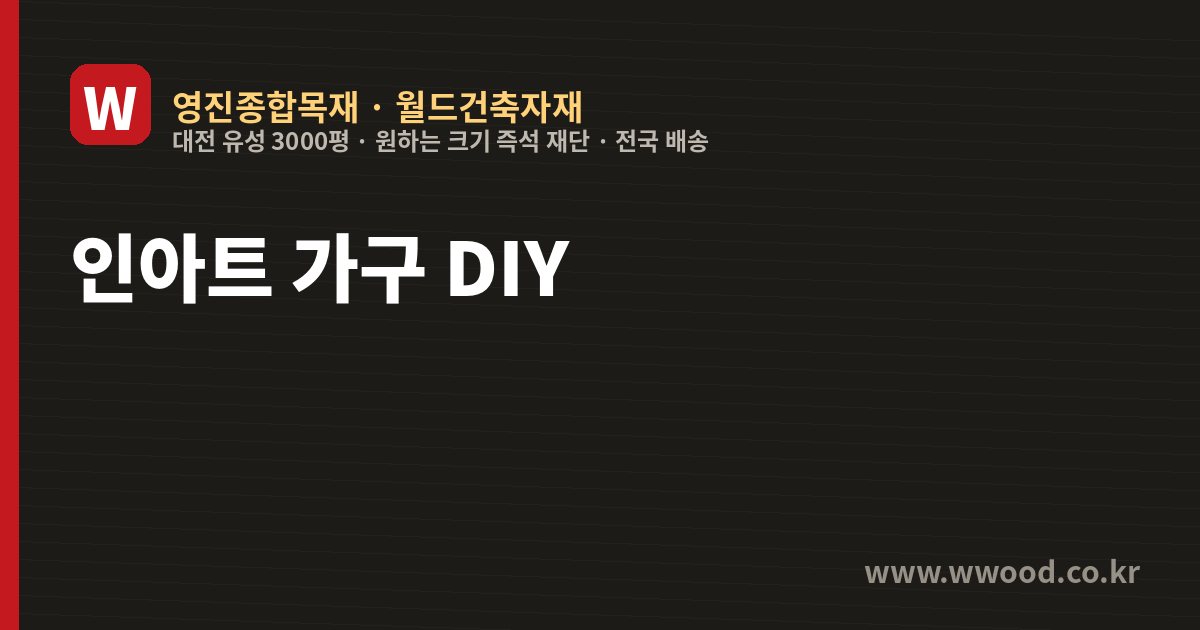 W
영진종합목재 · 월드건축자재
대전 유성 3000평 · 원하는 크기 즉석 재단 · 전국 배송
인아트 가구 DIY
www.wwood.co.kr